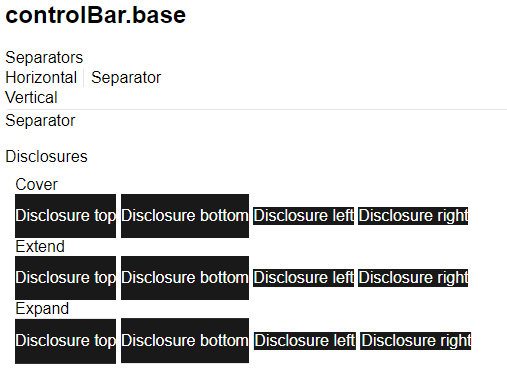 controlBar.base
Separators
Horizontal Separator
Vertical
Separator
Disclosures
Cover
Disclosure top Disclosure bottom Disclosure left Disclosure right
Extend
Disclosure top Disclosure bottom Disclosure left Disclosure right
Expand
Disclosure top Disclosure bottom Disclosure left Disclosure right